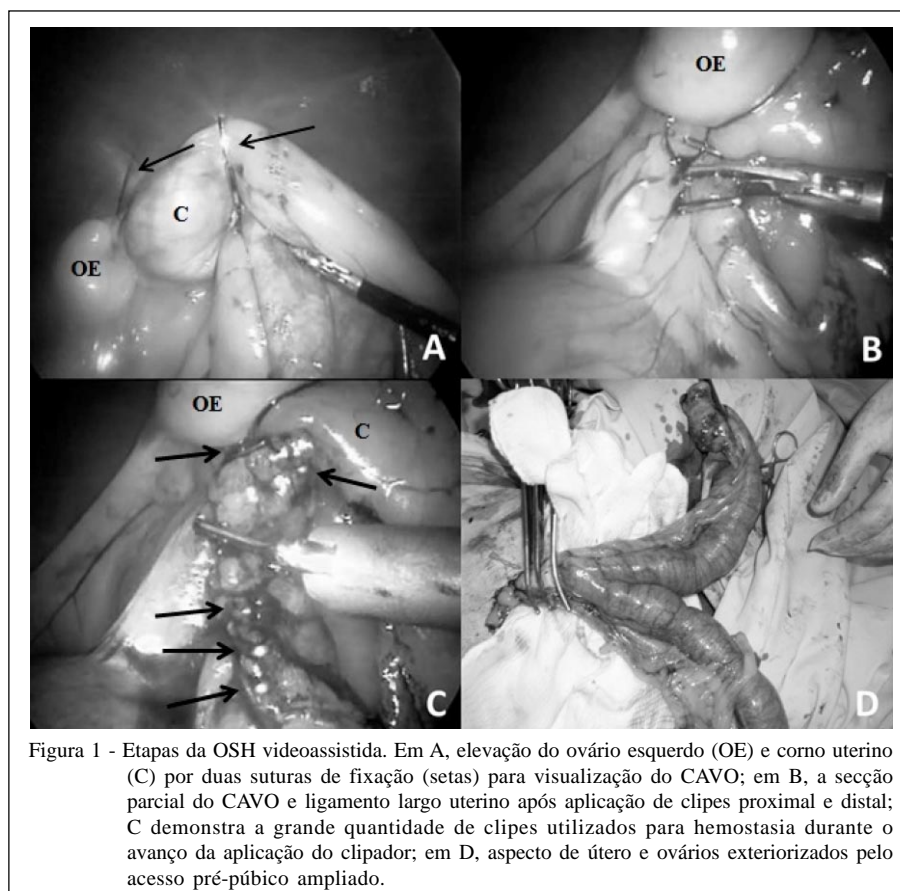 OE
C
OE
A
OE
B
OE
C
C
D
Figura 1 - Etapas da OSH videoassistida. Em A, elevação do ovário esquerdo (OE) e corno uterino
(C) por duas suturas de fixação (setas) para visualização do CAVO; em B, a secção
parcial do CAVO e ligamento largo uterino após aplicação de clipes proximal e distal;
C demonstra a grande quantidade de clipes utilizados para hemostasia durante o
avanço da aplicação do clipador; em D, aspecto de útero e ovários exteriorizados pelo
acesso pré-púbico ampliado.